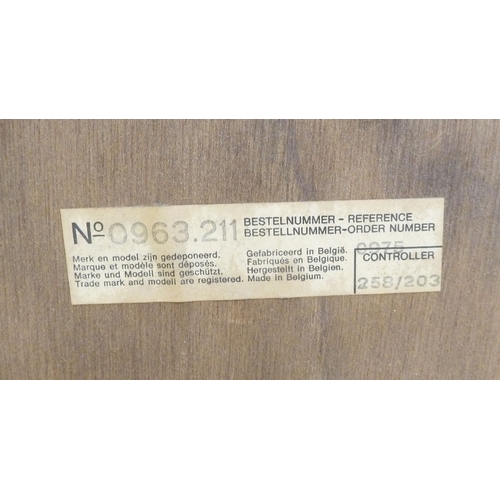 Nº 0963.211
BESTELNUMMER - REFERENCE
BESTELLNUMMER-ORDER NUMBER
Merk en model zijn gedeponeerd.
Marque et modèle sont déposés.
Marke und Modell sind geschützt.
Trade mark and modell are registered.
Gefabriceerd in België.
Fabriqués en Belgique.
Hergestellt in Belgien.
Made in Belgium.
CONTROLLER
258/203